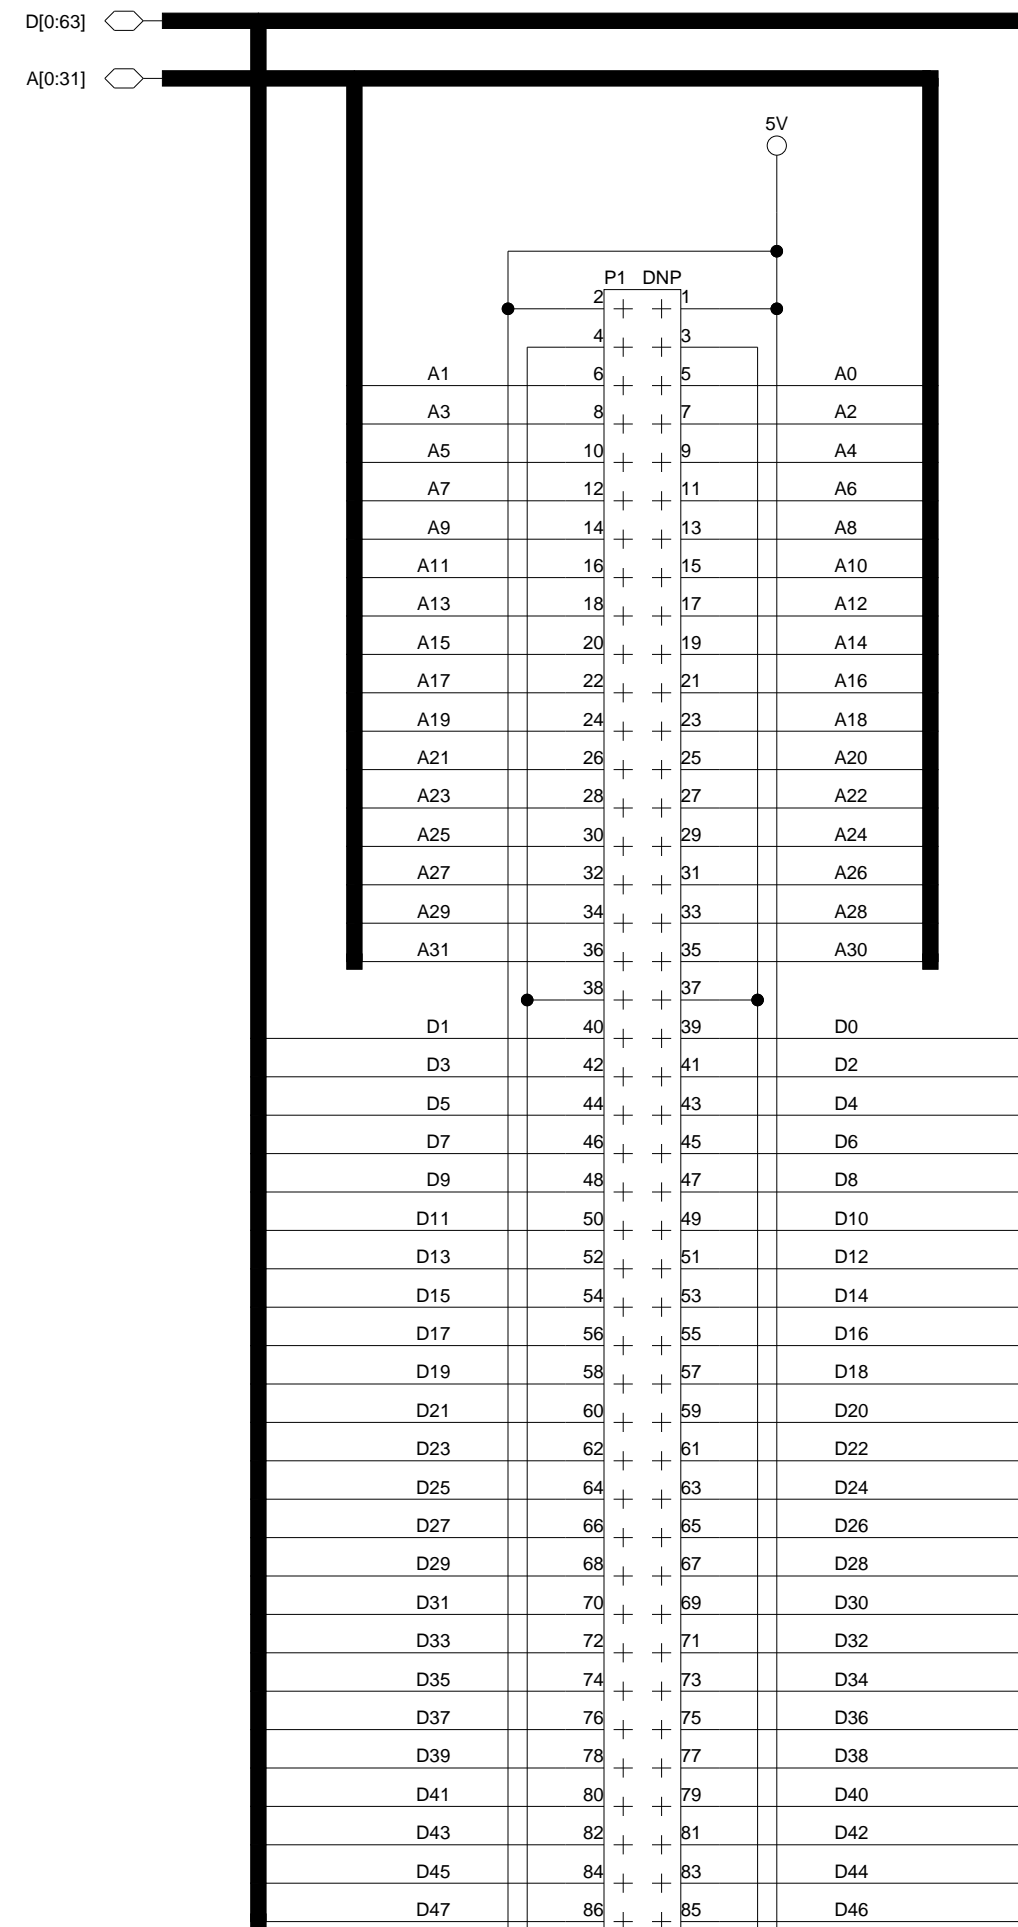 D[0:63]
A[0:31]
5V
P1 DNP
2 1
4 3
A1 6 5 A0
A3 8 7 A2
A5 10 9 A4
A7 12 11 A6
A9 14 13 A8
A11 16 15 A10
A13 18 17 A12
A15 20 19 A14
A17 22 21 A16
A19 24 23 A18
A21 26 25 A20
A23 28 27 A22
A25 30 29 A24
A27 32 31 A26
A29 34 33 A28
A31 36 35 A30
38 37
D1 40 39 D0
D3 42 41 D2
D5 44 43 D4
D7 46 45 D6
D9 48 47 D8
D11 50 49 D10
D13 52 51 D12
D15 54 53 D14
D17 56 55 D16
D19 58 57 D18
D21 60 59 D20
D23 62 61 D22
D25 64 63 D24
D27 66 65 D26
D29 68 67 D28
D31 70 69 D30
D33 72 71 D32
D35 74 73 D34
D37 76 75 D36
D39 78 77 D38
D41 80 79 D40
D43 82 81 D42
D45 84 83 D44
D47 86 85 D46